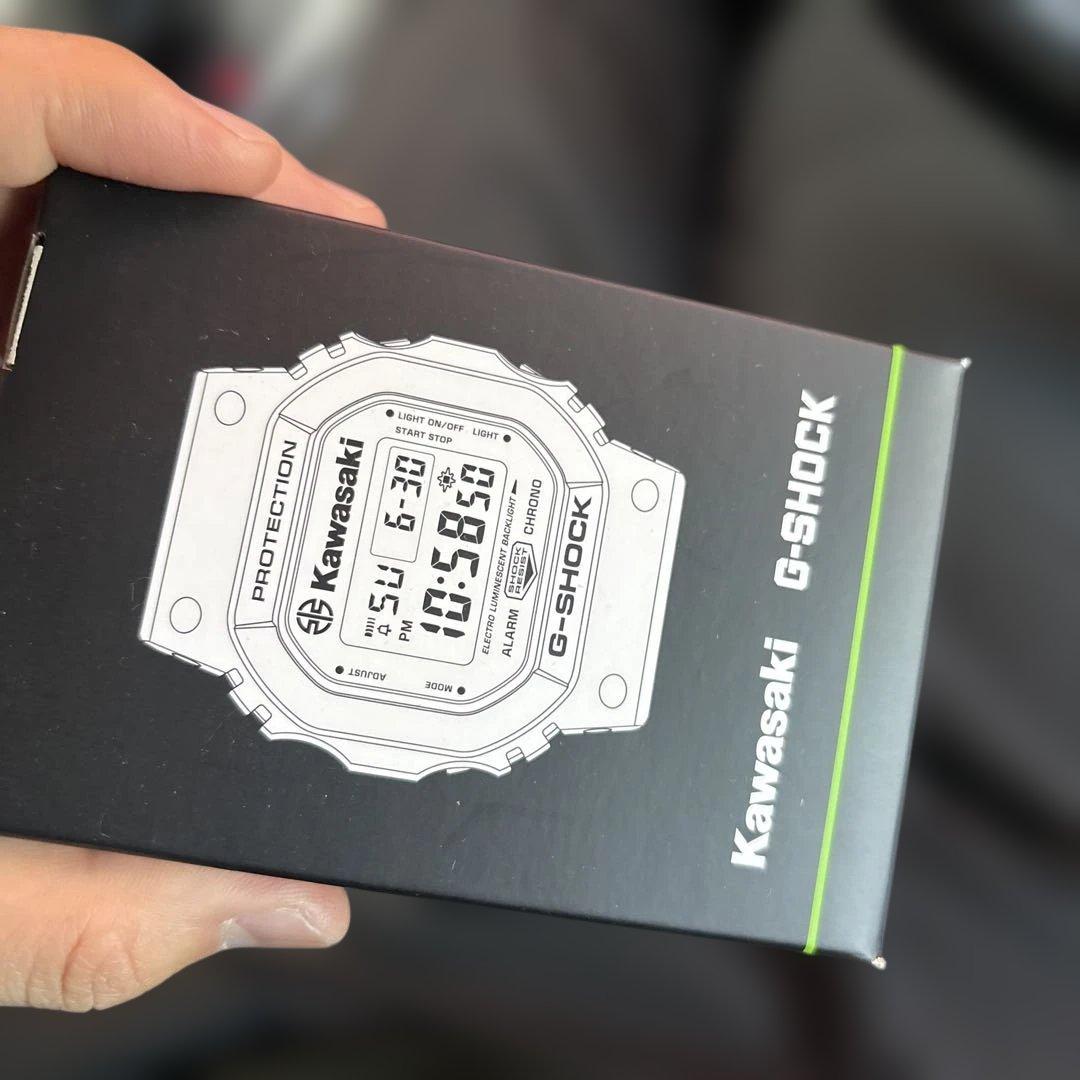 PROTECTION
Kawasaki
LIGHT ON/OFF
START STOP
LIGHT
ADJUST
MODE
SU 6-30
PM 10:58 50
ELECTRO LUMINESCENT BACKLIGHT
ALARM SHOCK RESIST CHRONO
G-SHOCK
Kawasaki G-SHOCK